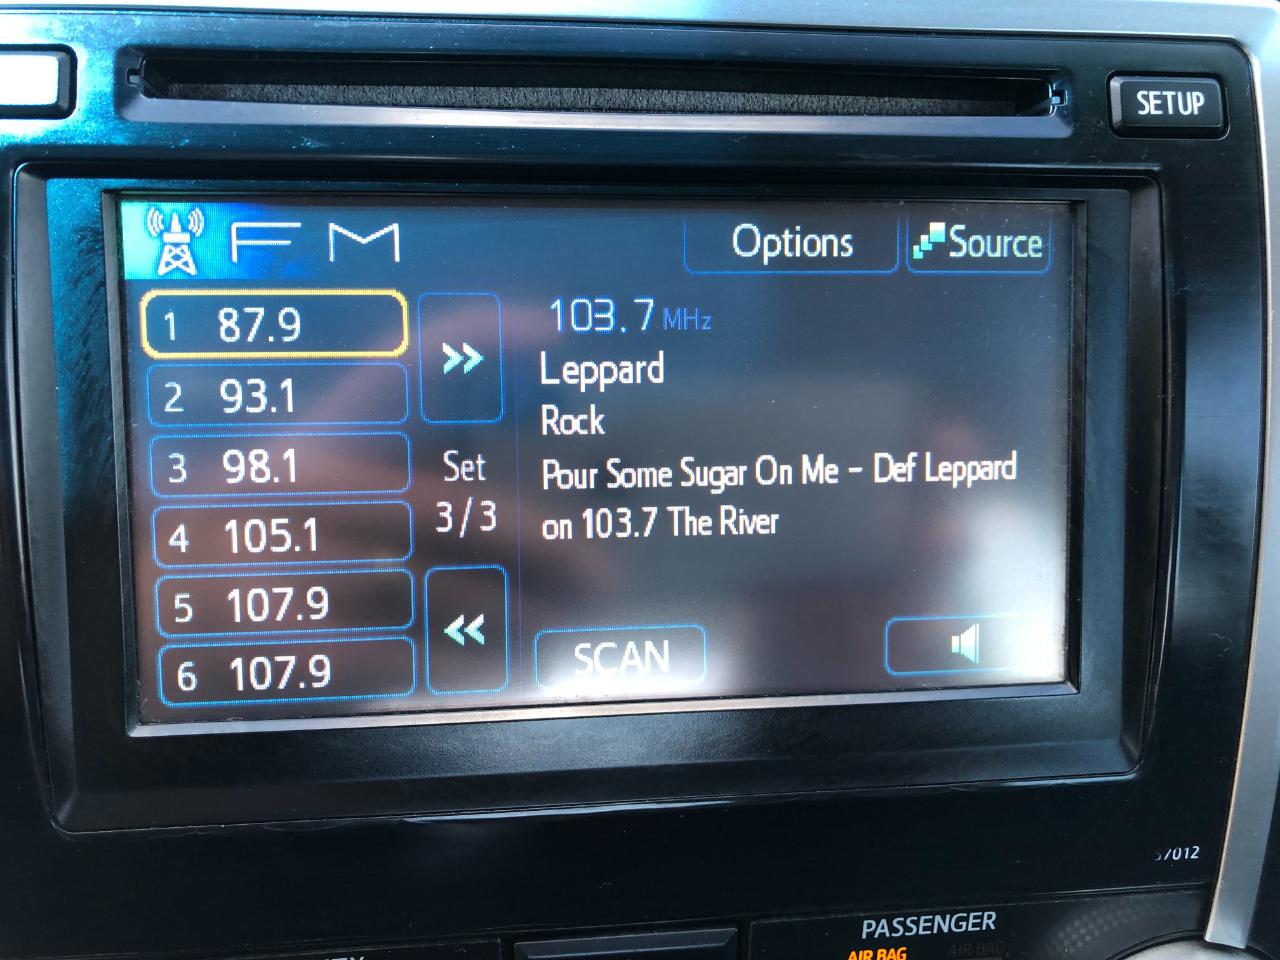 SETUP
FM
Options
Source
1 87.9
2 93.1
3 98.1
4 105.1
5 107.9
6 107.9
Set
3/3
103.7 MHz
Leppard
Rock
Pour Some Sugar On Me - Def Leppard
on 103.7 The River
SCAN
PASSENGER
AIR BAG
AIR BAG